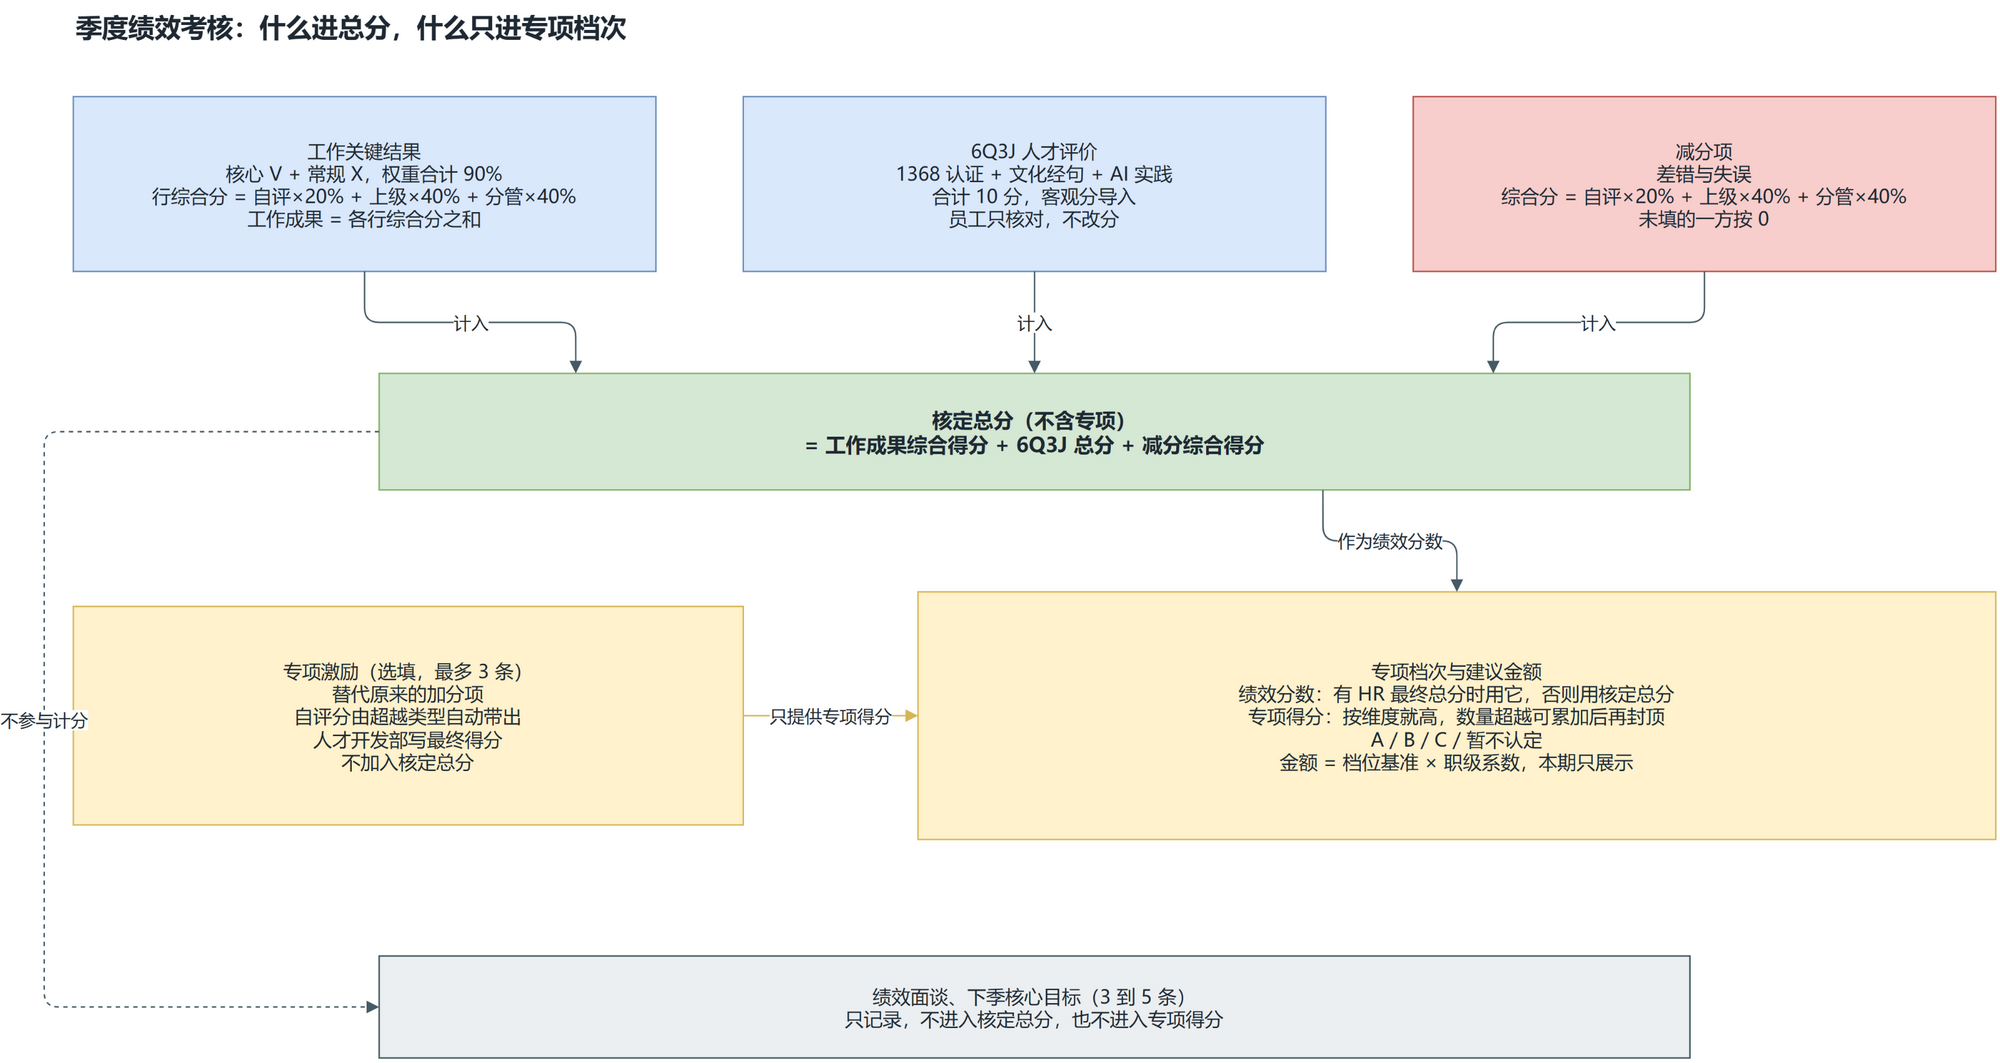 季度绩效考核：什么进总分，什么只进专项档次
工作关键结果
核心 V + 常规 X，权重合计 90%
行综合分 = 自评×20% + 上级×40% + 分管×40%
工作成果 = 各行综合分之和
6Q3J 人才评价
1368 认证 + 文化经句 + AI 实践
合计 10 分，客观分导入
员工只核对，不改分
减分项
差错与失误
综合分 = 自评×20% + 上级×40% + 分管×40%
未填的一方按 0
计入
计入
计入
核定总分（不含专项）
= 工作成果综合得分 + 6Q3J 总分 + 减分综合得分
作为绩效分数
专项激励（选填，最多 3 条）
替代原来的加分项
自评分由超越类型自动带出
人才开发部写最终得分
不加入核定总分
只提供专项得分
专项档次与建议金额
绩效分数：有 HR 最终总分时用它，否则用核定总分
专项得分：按维度就高，数量超越可累加后再封顶
A / B / C / 暂不认定
金额 = 档位基准 × 职级系数，本期只展示
不参与计分
绩效面谈、下季核心目标（3 到 5 条）
只记录，不进入核定总分，也不进入专项得分